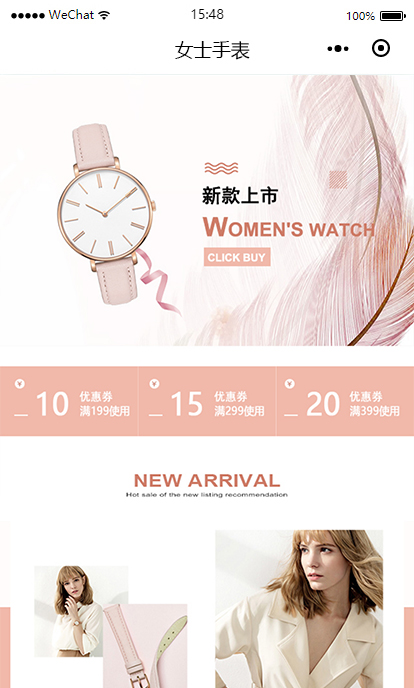 WeChat 15:48 100%
女士手表
新款上市
WOMEN'S WATCH
CLICK BUY
¥ 10 优惠券 满199使用
¥ 15 优惠券 满299使用
¥ 20 优惠券 满399使用
NEW ARRIVAL
Hot sale of the new listing recommendation